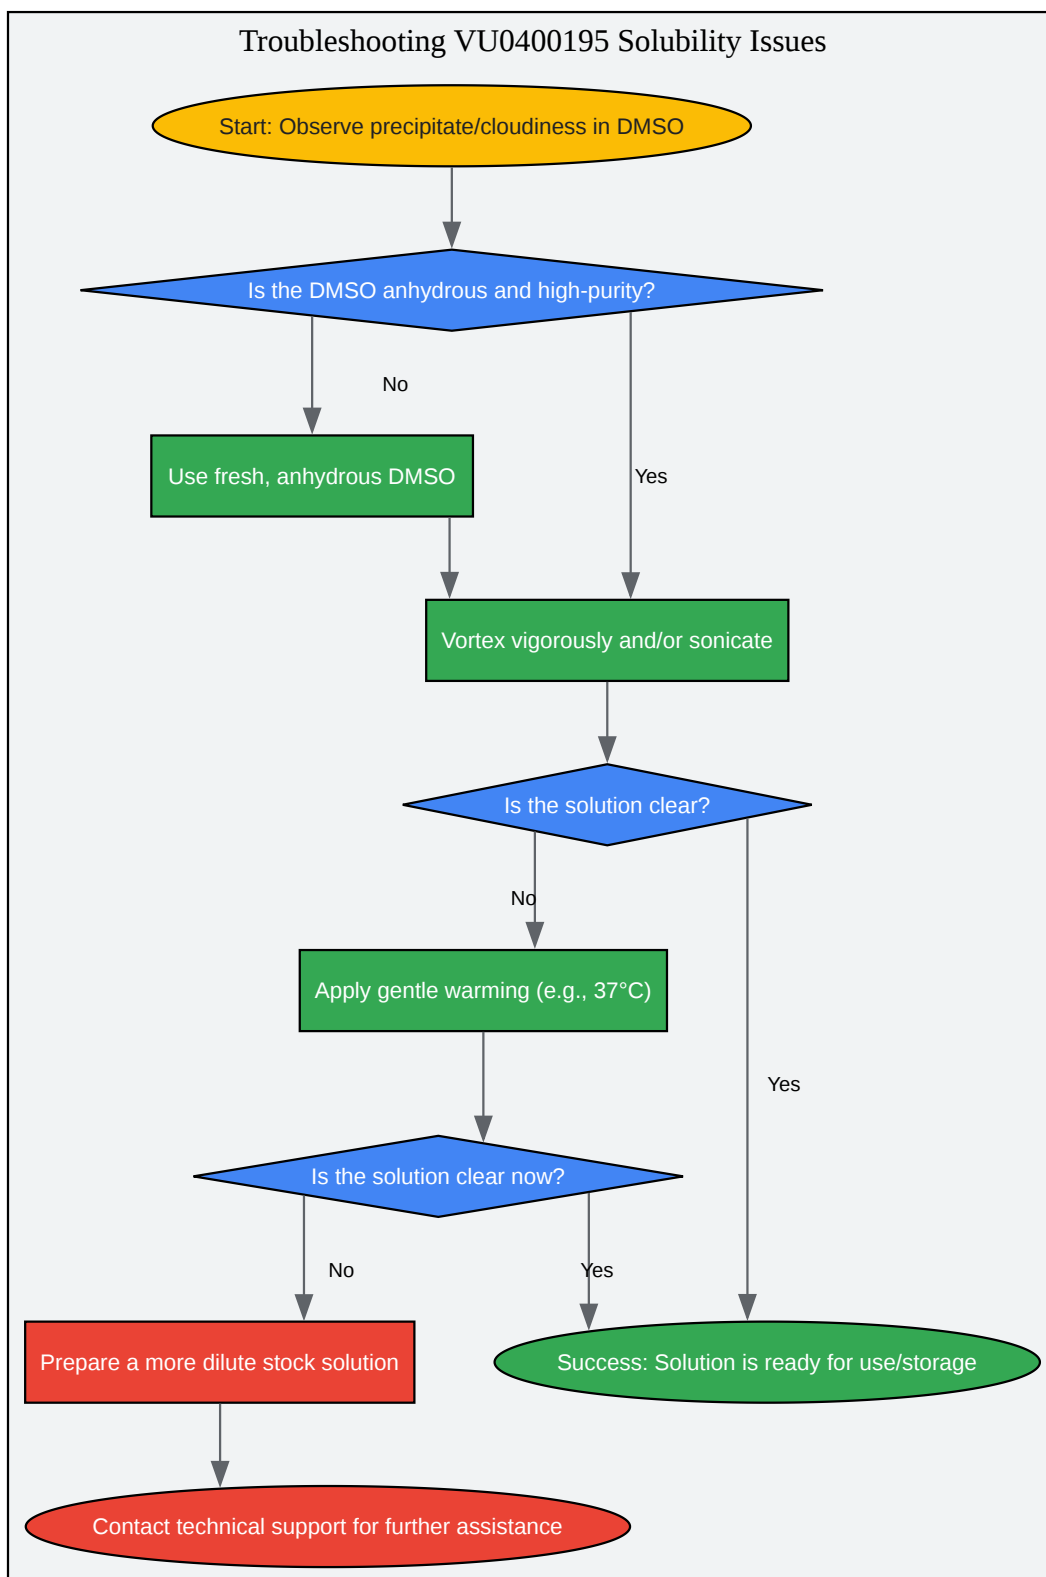 Troubleshooting VU0400195 Solubility Issues
Start: Observe precipitate/cloudiness in DMSO
Is the DMSO anhydrous and high-purity?
No
Use fresh, anhydrous DMSO
Yes
Vortex vigorously and/or sonicate
Is the solution clear?
No
Apply gentle warming (e.g., 37°C)
Yes
Is the solution clear now?
No
Yes
Prepare a more dilute stock solution
Success: Solution is ready for use/storage
Contact technical support for further assistance